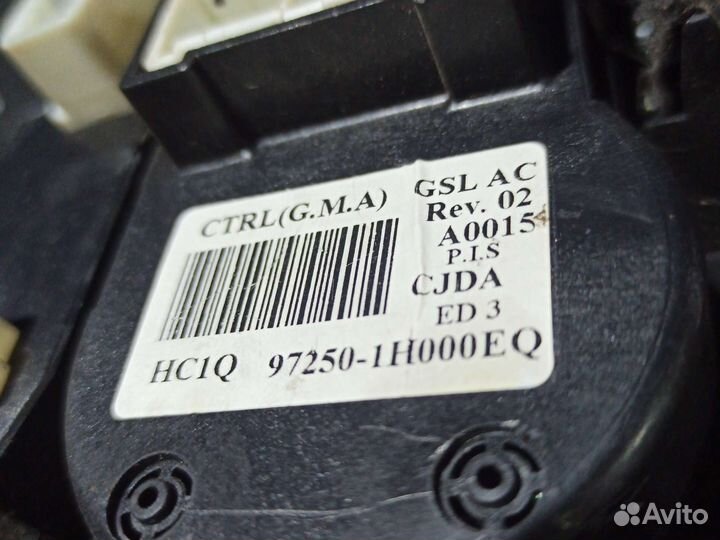 CTRL(G.M.A)
GSL AC
Rev. 02
A0015
P.I.S
CJDA
ED 3
HC1Q 97250-1H000EQ
Avito